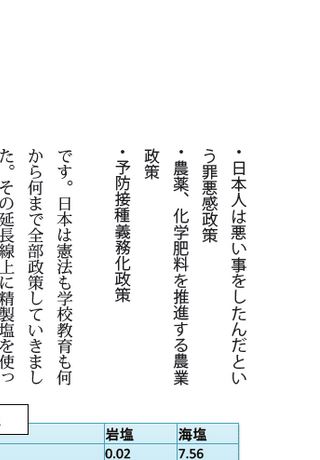 ・日本人は悪い事をしたんだとい
う罪悪感政策
・農薬、化学肥料を推進する農業
政策
・予防接種義務化政策
です。日本は憲法も学校教育も何
から何まで全部政策していきまし
た。その延長線上に精製塩を使っ
岩塩 海塩
0.02 7.56